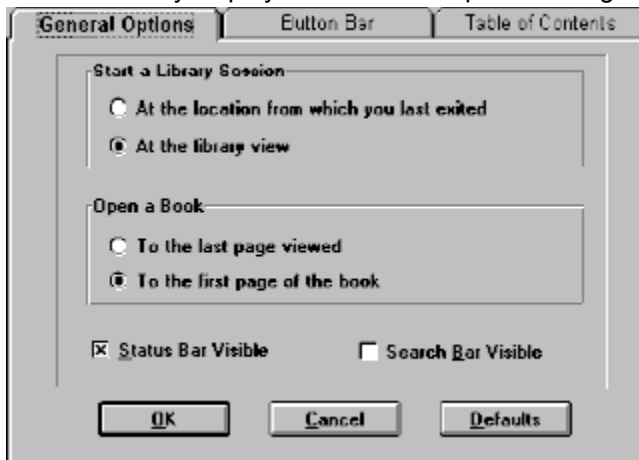 General Options Button Bar Table of Contents
Start a Library Session
At the location from which you last exited
At the library view
Open a Book
To the last page viewed
To the first page of the book
Status Bar Visible Search Bar Visible
OK Cancel Defaults